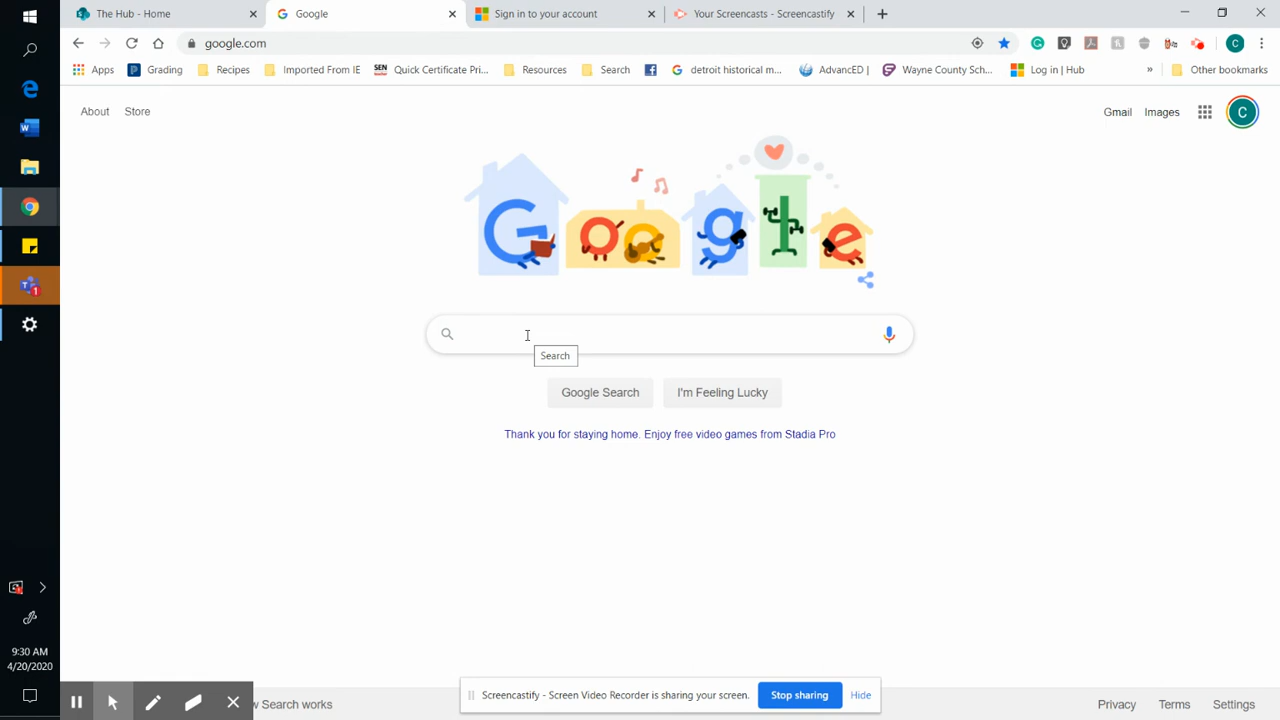 The Hub - Home
Google
Sign in to your account
Your Screencasts - Screencastify
google.com
C
Apps
Grading
Recipes
Imported From IE
SEN Quick Certificate Pri...
Resources
Search
detroit historical m...
AdvancED |
Wayne County Sch...
Log in | Hub
»
Other bookmarks
About
Store
Gmail
Images
C
Google
Search
Google Search
I'm Feeling Lucky
Thank you for staying home. Enjoy free video games from Stadia Pro
1
9:30 AM
4/20/2020
Screencastify - Screen Video Recorder is sharing your screen.
Stop sharing
Hide
w Search works
Privacy
Terms
Settings